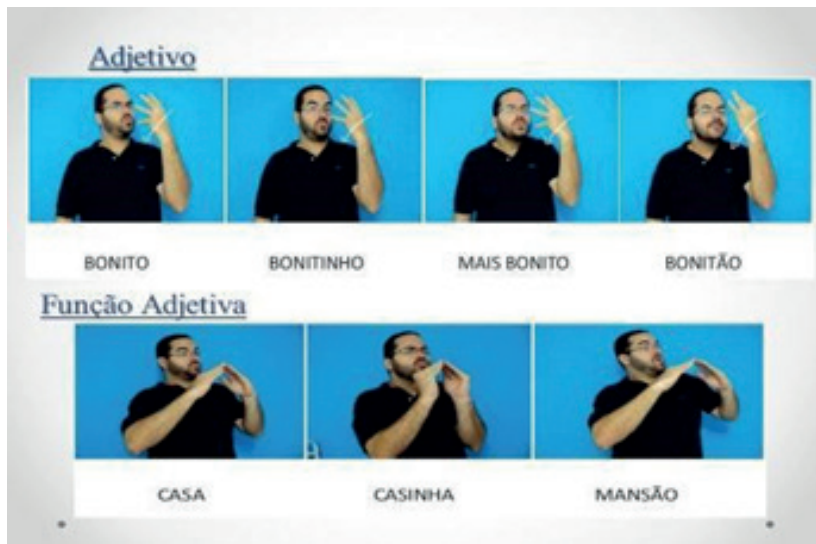 Adjetivo
BONITO BONITINHO MAIS BONITO BONITÃO
Função Adjetiva
CASA CASINHA MANSÃO